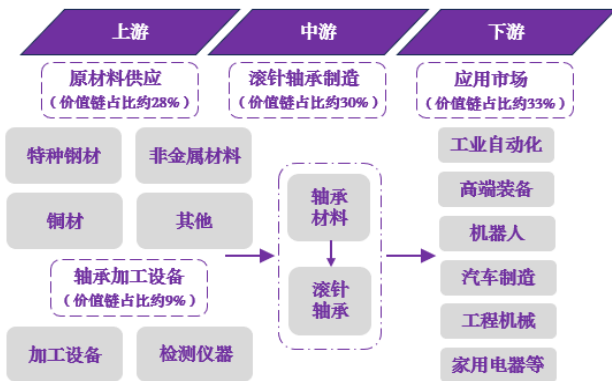 上游
中游
下游
原材料供应
（价值链占比约28%）
滚针轴承制造
（价值链占比约30%）
应用市场
（价值链占比约33%）
特种钢材
非金属材料
铜材
其他
轴承加工设备
（价值链占比约9%）
加工设备
检测仪器
轴承
材料
滚针
轴承
工业自动化
高端装备
机器人
汽车制造
工程机械
家用电器等